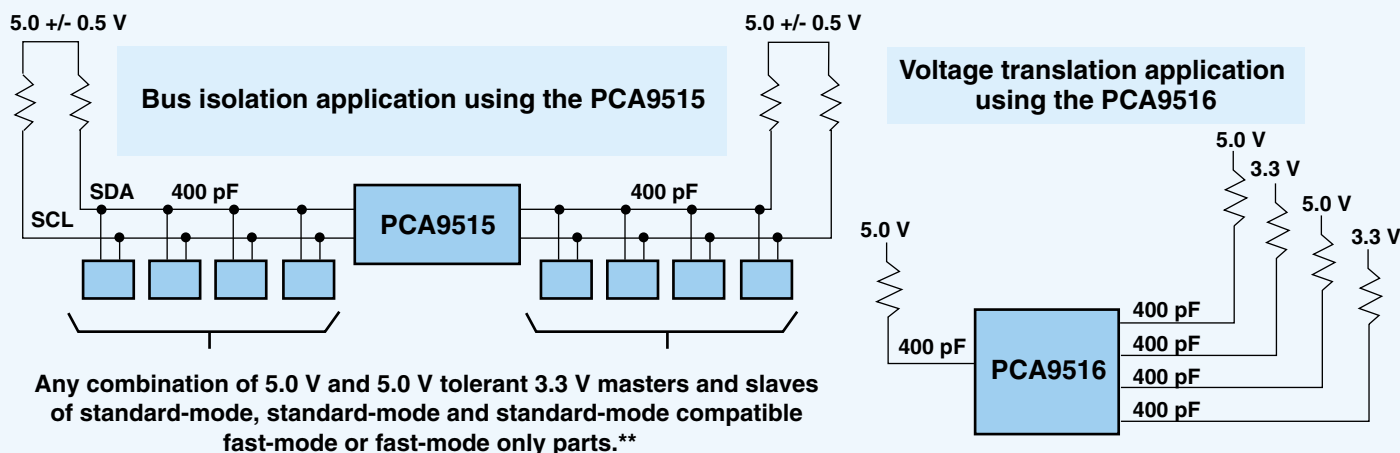 5.0 +/- 0.5 V
5.0 +/- 0.5 V
Bus isolation application using the PCA9515
SDA
400 pF
400 pF
SCL
PCA9515
Any combination of 5.0 V and 5.0 V tolerant 3.3 V masters and slaves
of standard-mode, standard-mode and standard-mode compatible
fast-mode or fast-mode only parts.**
Voltage translation application
using the PCA9516
5.0 V
3.3 V
5.0 V
3.3 V
5.0 V
400 pF
400 pF
400 pF
400 pF
400 pF
PCA9516